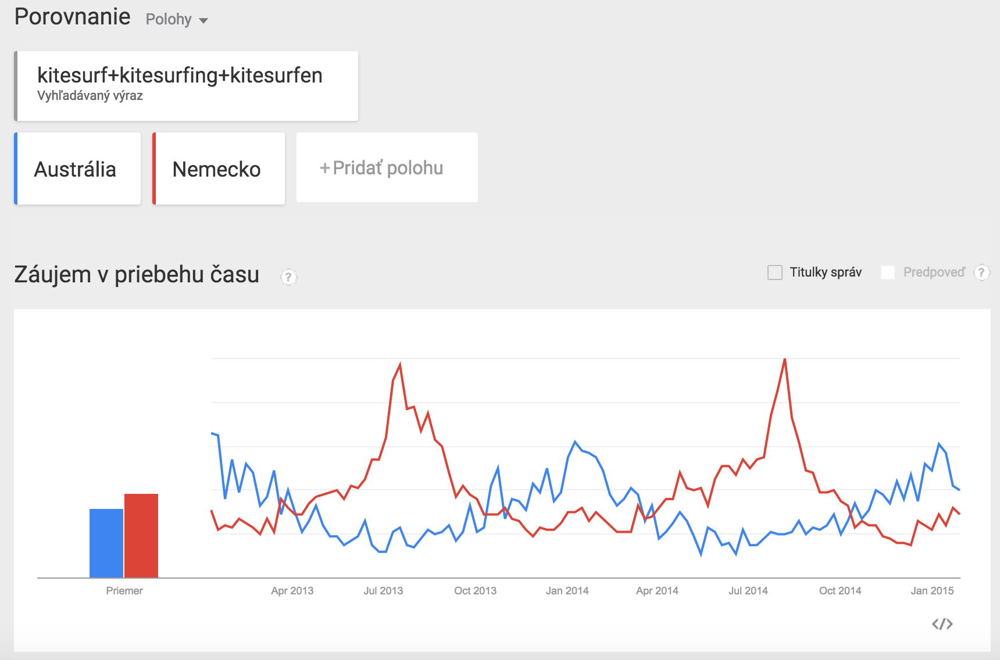 Porovnanie Polohy
kitesurf+kitesurfing+kitesurfen
Vyhľadávaný výraz
Austrália Nemecko +Pridať polohu
Záujem v priebehu času ? Titulky správ Predpoveď ?
Priemer Apr 2013 Jul 2013 Oct 2013 Jan 2014 Apr 2014 Jul 2014 Oct 2014 Jan 2015
</>